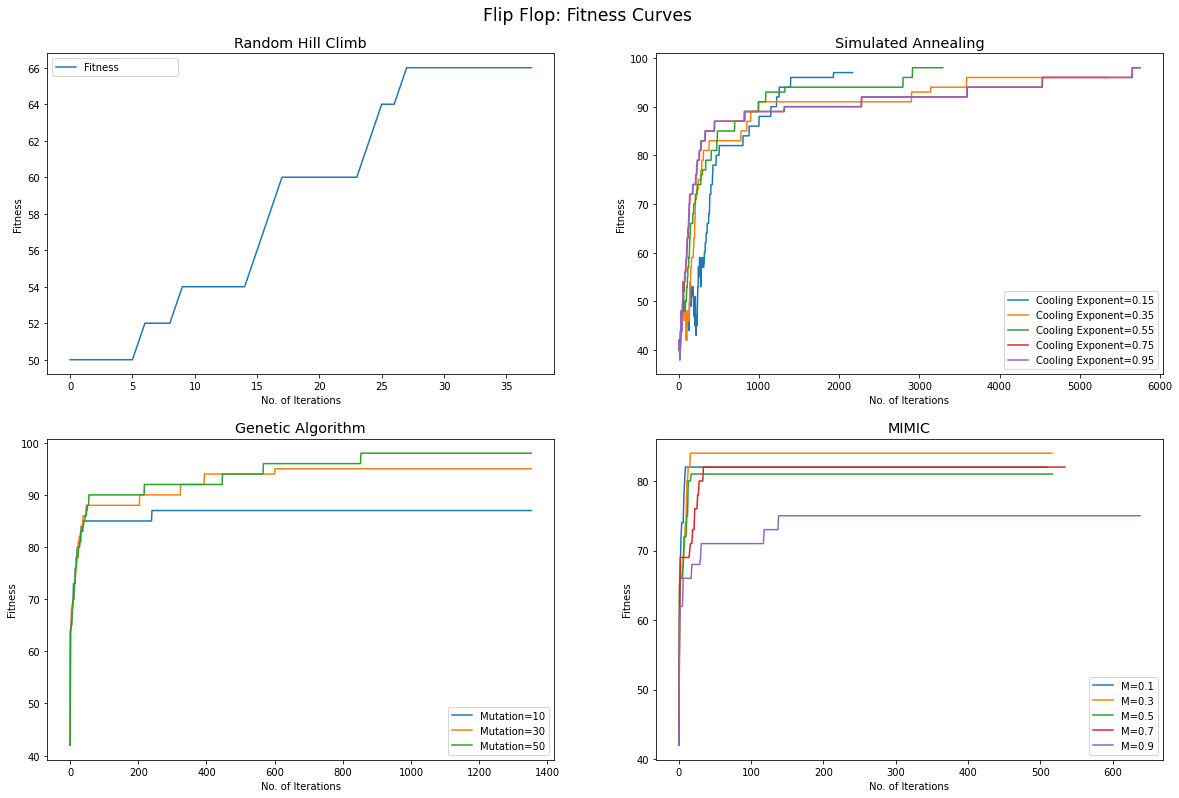 Flip Flop: Fitness Curves
Random Hill Climb
Fitness
66
64
62
60
58
56
54
52
50
Fitness
0 5 10 15 20 25 30 35
No. of Iterations
Simulated Annealing
100
90
80
70
60
50
40
Fitness
Cooling Exponent=0.15
Cooling Exponent=0.35
Cooling Exponent=0.55
Cooling Exponent=0.75
Cooling Exponent=0.95
0 1000 2000 3000 4000 5000 6000
No. of Iterations
Genetic Algorithm
100
90
80
70
60
50
40
Fitness
Mutation=10
Mutation=30
Mutation=50
0 200 400 600 800 1000 1200 1400
No. of Iterations
MIMIC
80
70
60
50
40
Fitness
M=0.1
M=0.3
M=0.5
M=0.7
M=0.9
0 100 200 300 400 500 600
No. of Iterations